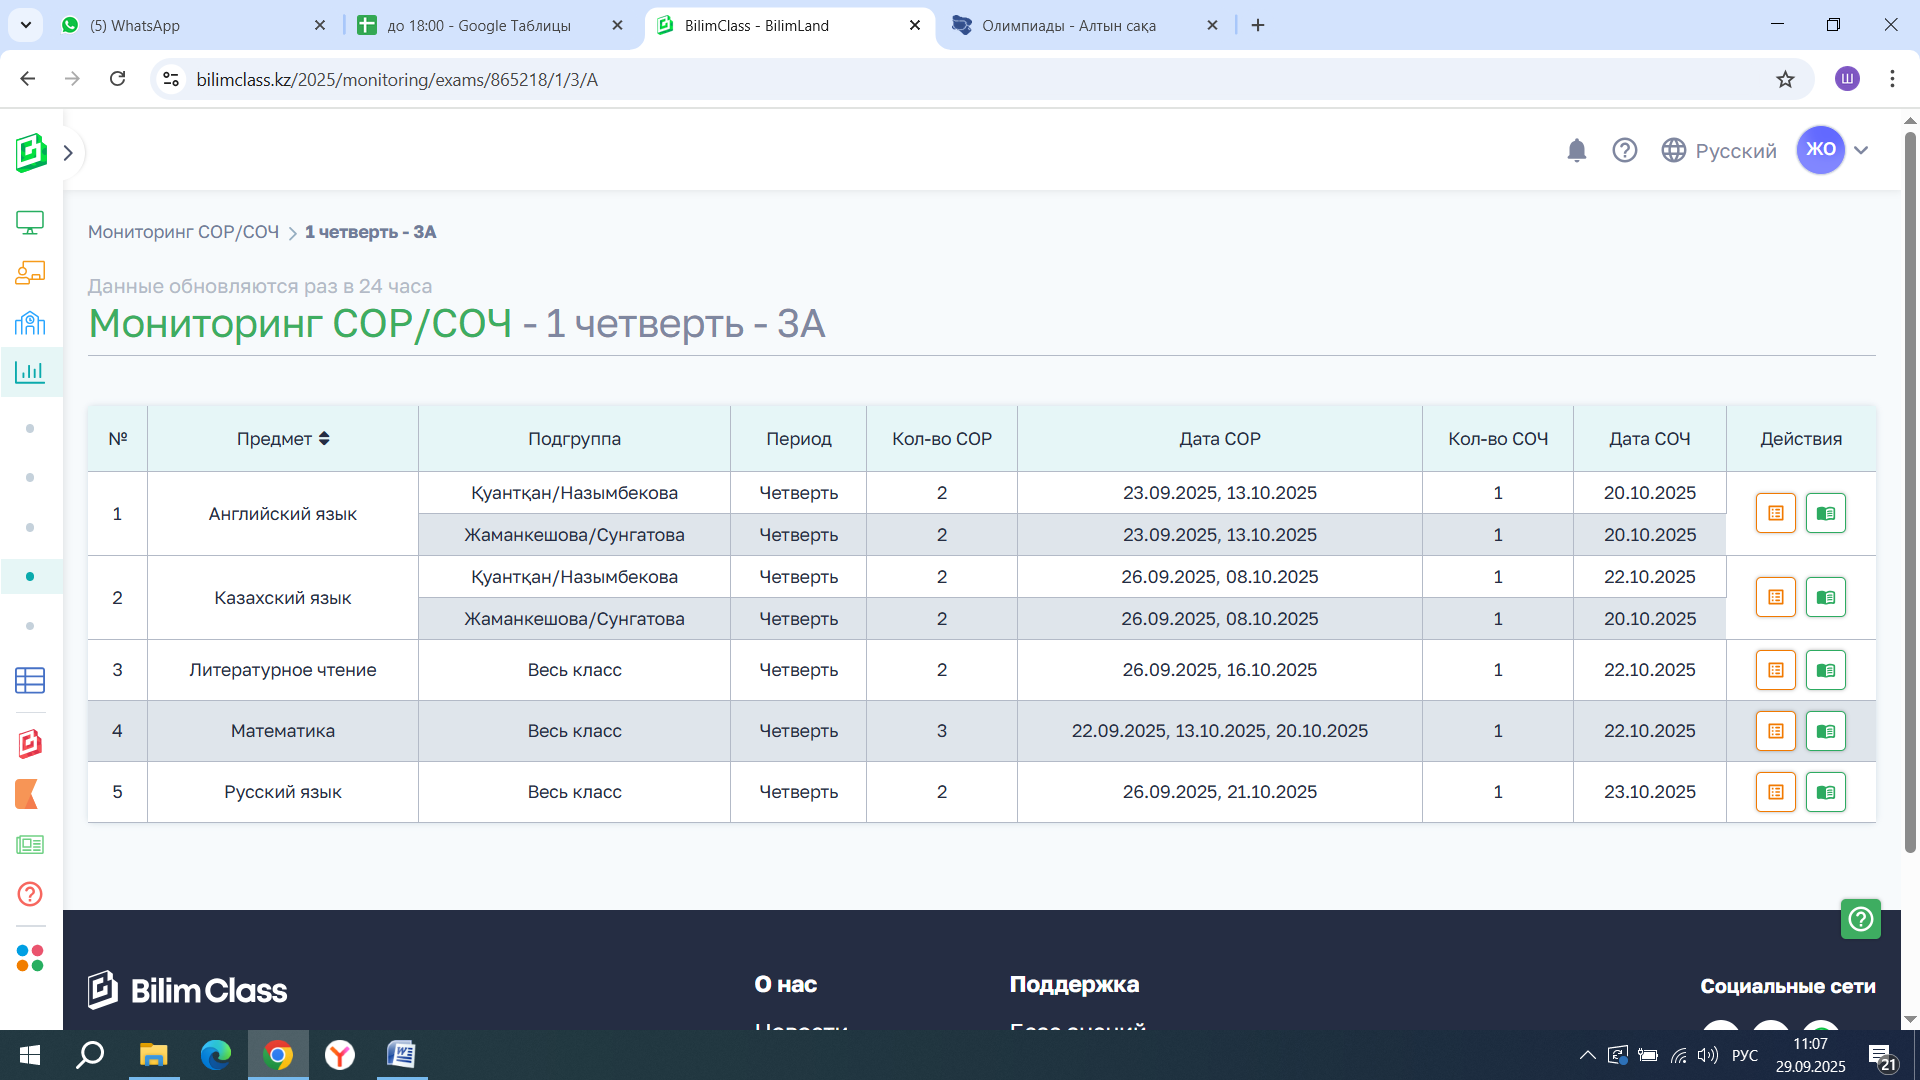 (5) WhatsApp
до 18:00 - Google Таблицы
BilimClass - BilimLand
Олимпиады - Алтын сақа
bilimclass.kz/2025/monitoring/exams/865218/1/3/A
Ш
Русский
ЖО
Мониторинг СОР/СОЧ
1 четверть - 3А
Данные обновляются раз в 24 часа
Мониторинг СОР/СОЧ - 1 четверть - 3А
№ Предмет Подгруппа Период Кол-во СОР Дата СОР Кол-во СОЧ Дата СОЧ Действия
1 Английский язык Қуантқан/Назымбекова Четверть 2 23.09.2025, 13.10.2025 1 20.10.2025
Жаманкешова/Сунгатова Четверть 2 23.09.2025, 13.10.2025 1 20.10.2025
2 Казахский язык Қуантқан/Назымбекова Четверть 2 26.09.2025, 08.10.2025 1 22.10.2025
Жаманкешова/Сунгатова Четверть 2 26.09.2025, 08.10.2025 1 20.10.2025
3 Литературное чтение Весь класс Четверть 2 26.09.2025, 16.10.2025 1 22.10.2025
4 Математика Весь класс Четверть 3 22.09.2025, 13.10.2025, 20.10.2025 1 22.10.2025
5 Русский язык Весь класс Четверть 2 26.09.2025, 21.10.2025 1 23.10.2025
Bilim Class
О нас
Поддержка
Социальные сети
Новости
База знаний
РУС
11:07
29.09.2025
21